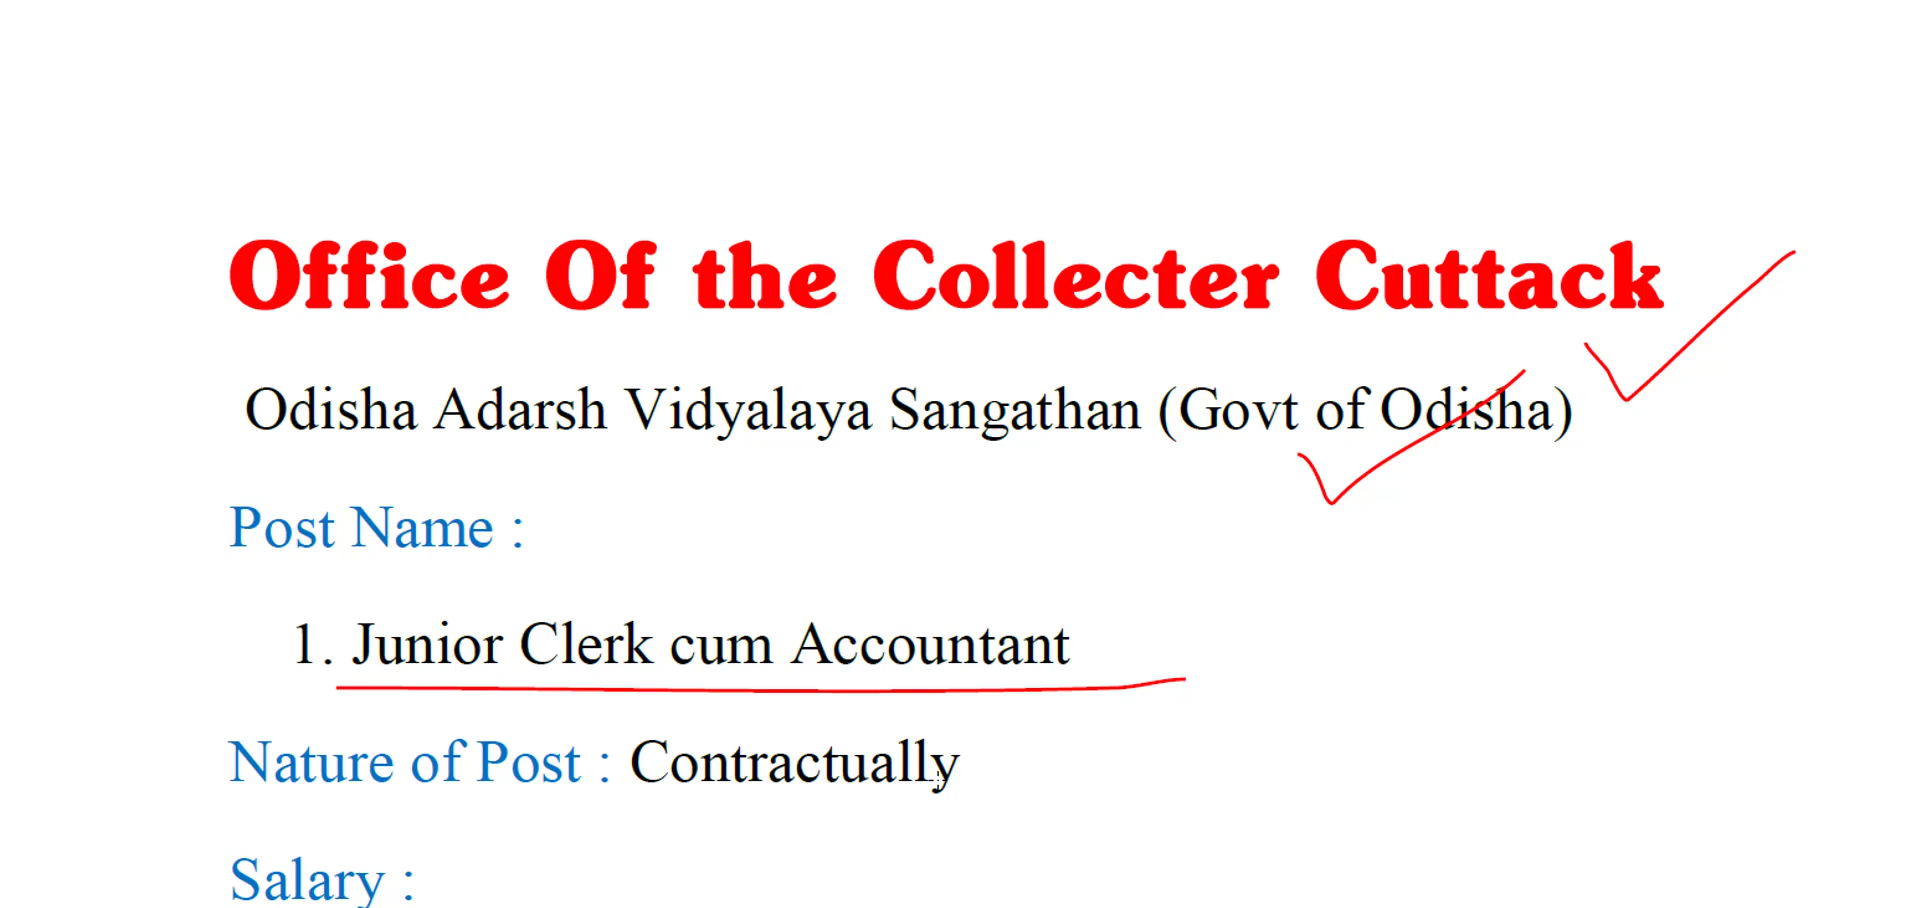 Office Of the Collecter Cuttack
Odisha Adarsh Vidyalaya Sangathan (Govt of Odisha)
Post Name :
1. Junior Clerk cum Accountant
Nature of Post : Contractually
Salary :